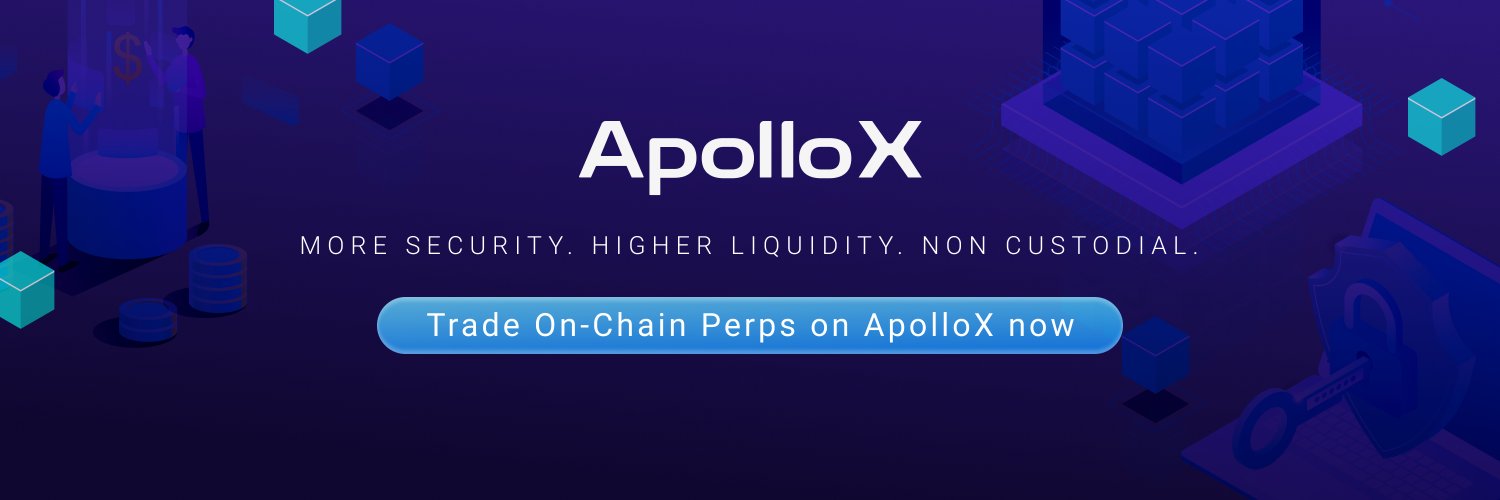 $
ApolloX
MORE SECURITY. HIGHER LIQUIDITY. NON CUSTODIAL.
Trade On-Chain Perps on ApolloX now